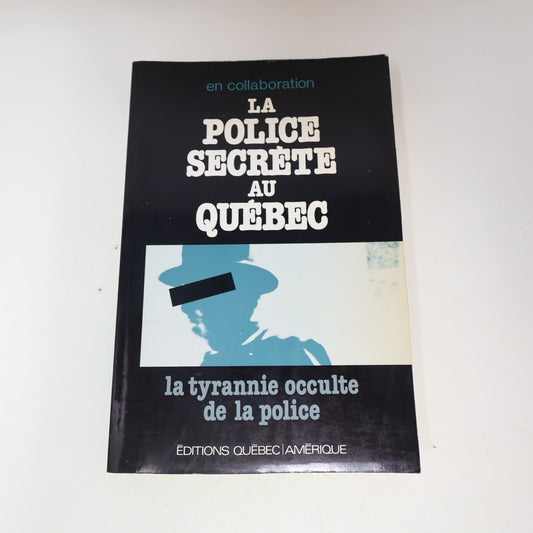 en collaboration
LA
POLICE
SECRÈTE
AU
QUÉBEC
la tyrannie occulte
de la police
ÉDITIONS QUÉBEC/AMÉRIQUE